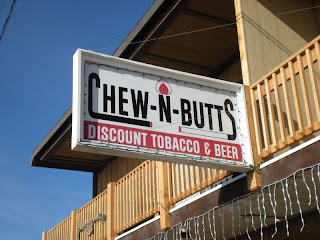 CHEW-N-BUTTS
DISCOUNT TOBACCO & BEER